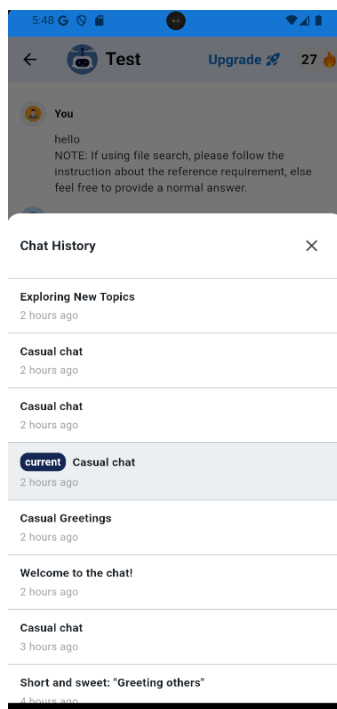 5:48 G
Test
Upgrade 🚀 27 🔥
You
hello
NOTE: If using file search, please follow the
instruction about the reference requirement, else
feel free to provide a normal answer.
Chat History
Exploring New Topics
2 hours ago
Casual chat
2 hours ago
Casual chat
2 hours ago
current Casual chat
2 hours ago
Casual Greetings
2 hours ago
Welcome to the chat!
2 hours ago
Casual chat
3 hours ago
Short and sweet: "Greeting others"
4 hours ago